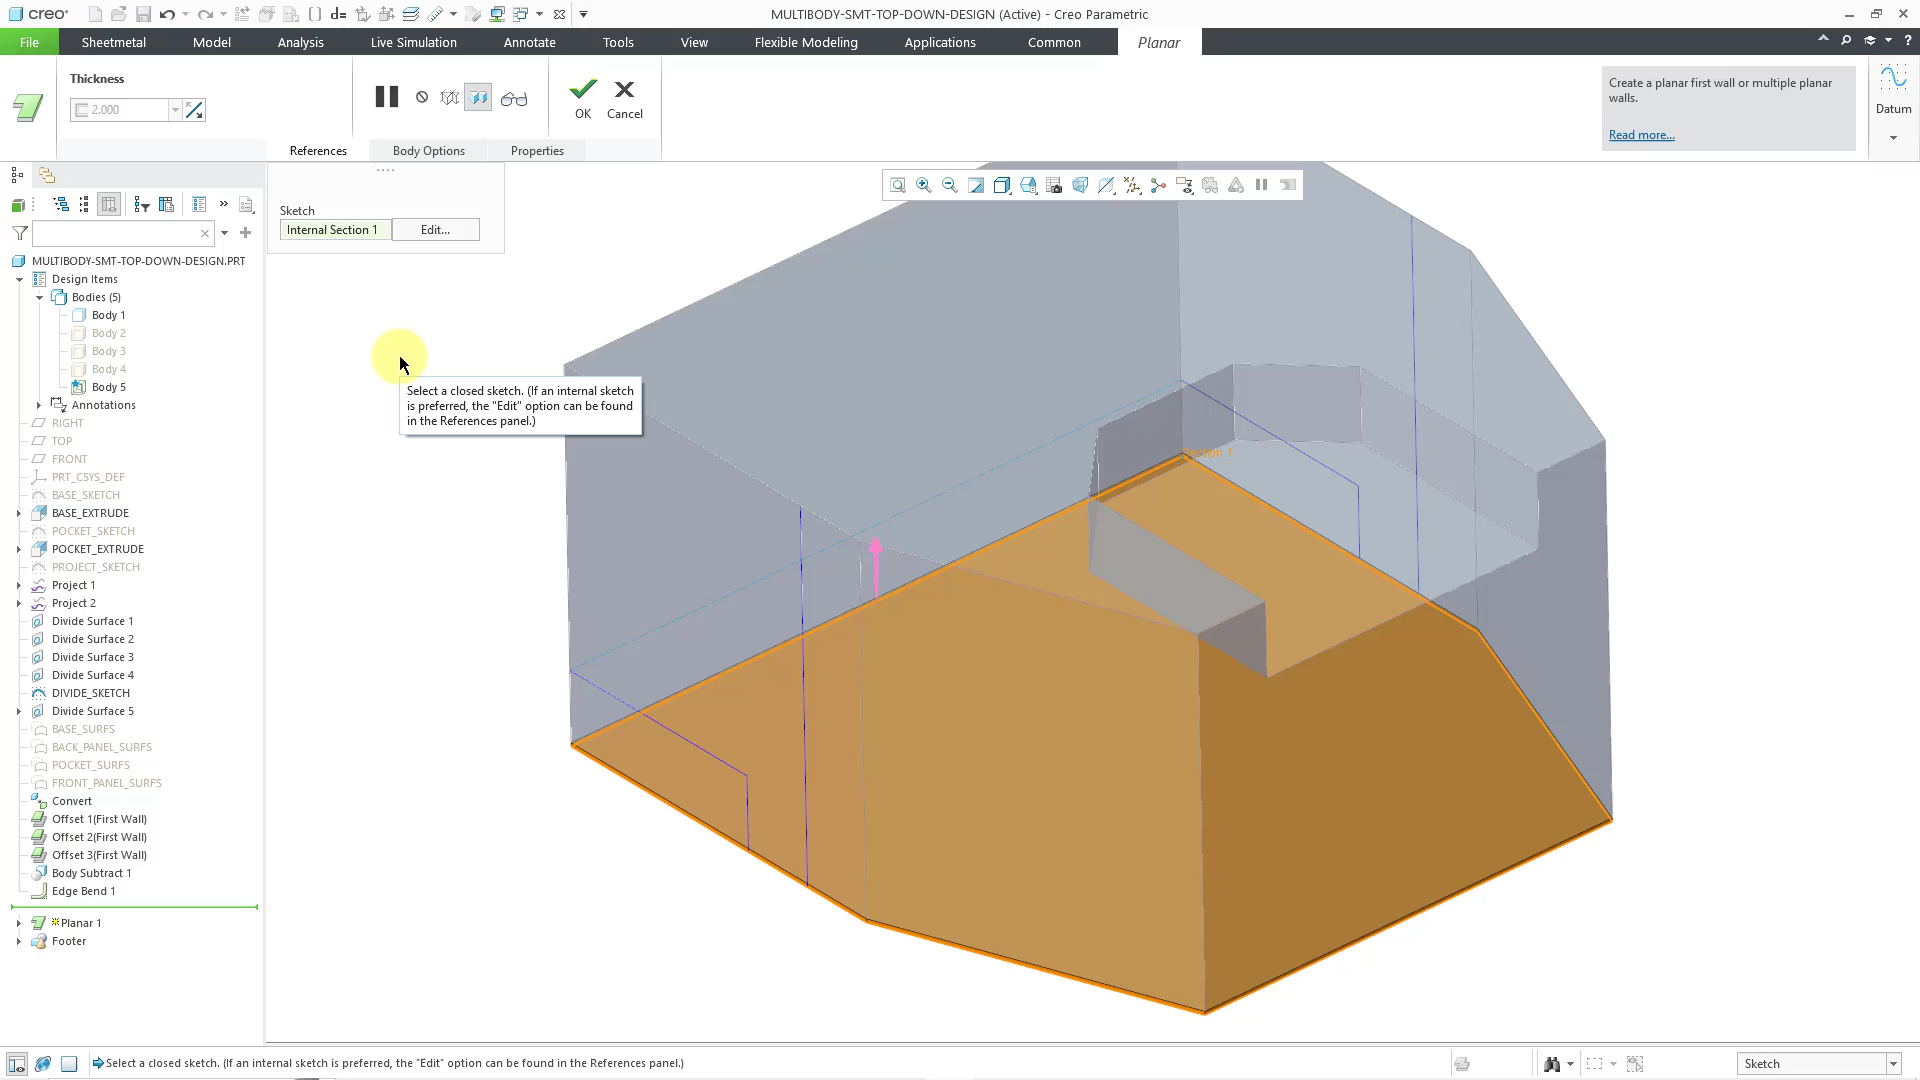 creo
d=
MULTIBODY-SMT-TOP-DOWN-DESIGN (Active) - Creo Parametric
File
Sheetmetal
Model
Analysis
Live Simulation
Annotate
Tools
View
Flexible Modeling
Applications
Common
Planar
Thickness
2.000
OK
Cancel
References
Body Options
Properties
Create a planar first wall or multiple planar
walls.
Read more...
Datum
Sketch
Internal Section 1
Edit...
MULTIBODY-SMT-TOP-DOWN-DESIGN.PRT
Design Items
Bodies (5)
Body 1
Body 2
Body 3
Body 4
Body 5
Annotations
RIGHT
TOP
FRONT
PRT_CSYS_DEF
BASE_SKETCH
BASE_EXTRUDE
POCKET_SKETCH
POCKET_EXTRUDE
PROJECT_SKETCH
Project 1
Project 2
Divide Surface 1
Divide Surface 2
Divide Surface 3
Divide Surface 4
DIVIDE_SKETCH
Divide Surface 5
BASE_SURFS
BACK_PANEL_SURFS
POCKET_SURFS
FRONT_PANEL_SURFS
Convert
Offset 1(First Wall)
Offset 2(First Wall)
Offset 3(First Wall)
Body Subtract 1
Edge Bend 1
Planar 1
Footer
Select a closed sketch. (If an internal sketch
is preferred, the "Edit" option can be found
in the References panel.)
Section 1
Select a closed sketch. (If an internal sketch is preferred, the "Edit" option can be found in the References panel.)
Sketch